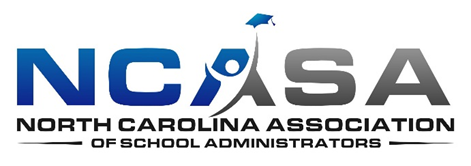 NCASA
NORTH CAROLINA ASSOCIATION
OF SCHOOL ADMINISTRATORS